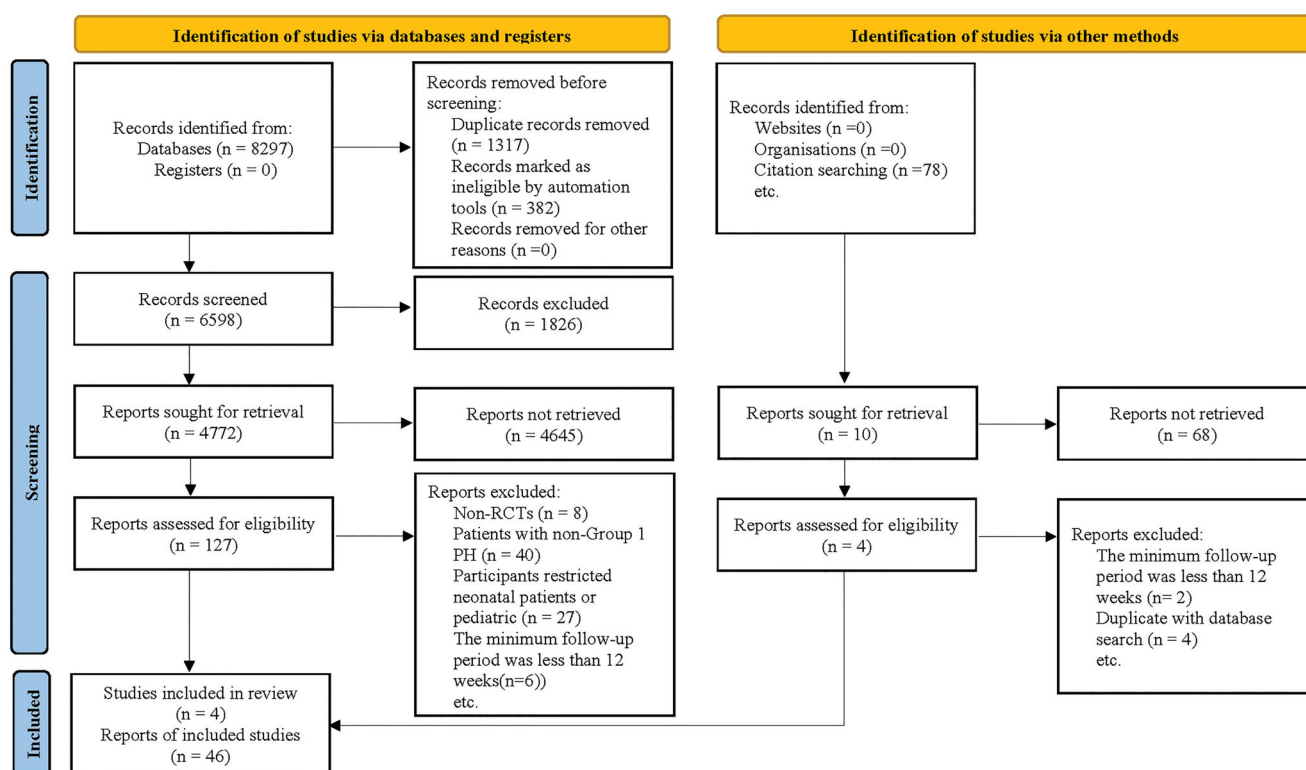 Identification of studies via databases and registers
Identification of studies via other methods
Identification
Records identified from:
Databases (n = 8297)
Registers (n = 0)
Records removed before
screening:
Duplicate records removed
(n = 1317)
Records marked as
ineligible by automation
tools (n = 382)
Records removed for other
reasons (n =0)
Records identified from:
Websites (n =0)
Organisations (n =0)
Citation searching (n =78)
etc.
Screening
Records screened
(n = 6598)
Records excluded
(n = 1826)
Reports sought for retrieval
(n = 4772)
Reports not retrieved
(n = 4645)
Reports sought for retrieval
(n = 10)
Reports not retrieved
(n = 68)
Reports assessed for eligibility
(n = 127)
Reports excluded:
Non-RCTs (n = 8)
Patients with non-Group 1
PH (n = 40)
Participants restricted
neonatal patients or
pediatric (n = 27)
The minimum follow-up
period was less than 12
weeks(n=6))
etc.
Reports assessed for eligibility
(n = 4)
Reports excluded:
The minimum follow-up
period was less than 12
weeks (n= 2)
Duplicate with database
search (n = 4)
etc.
Included
Studies included in review
(n = 4)
Reports of included studies
(n = 46)